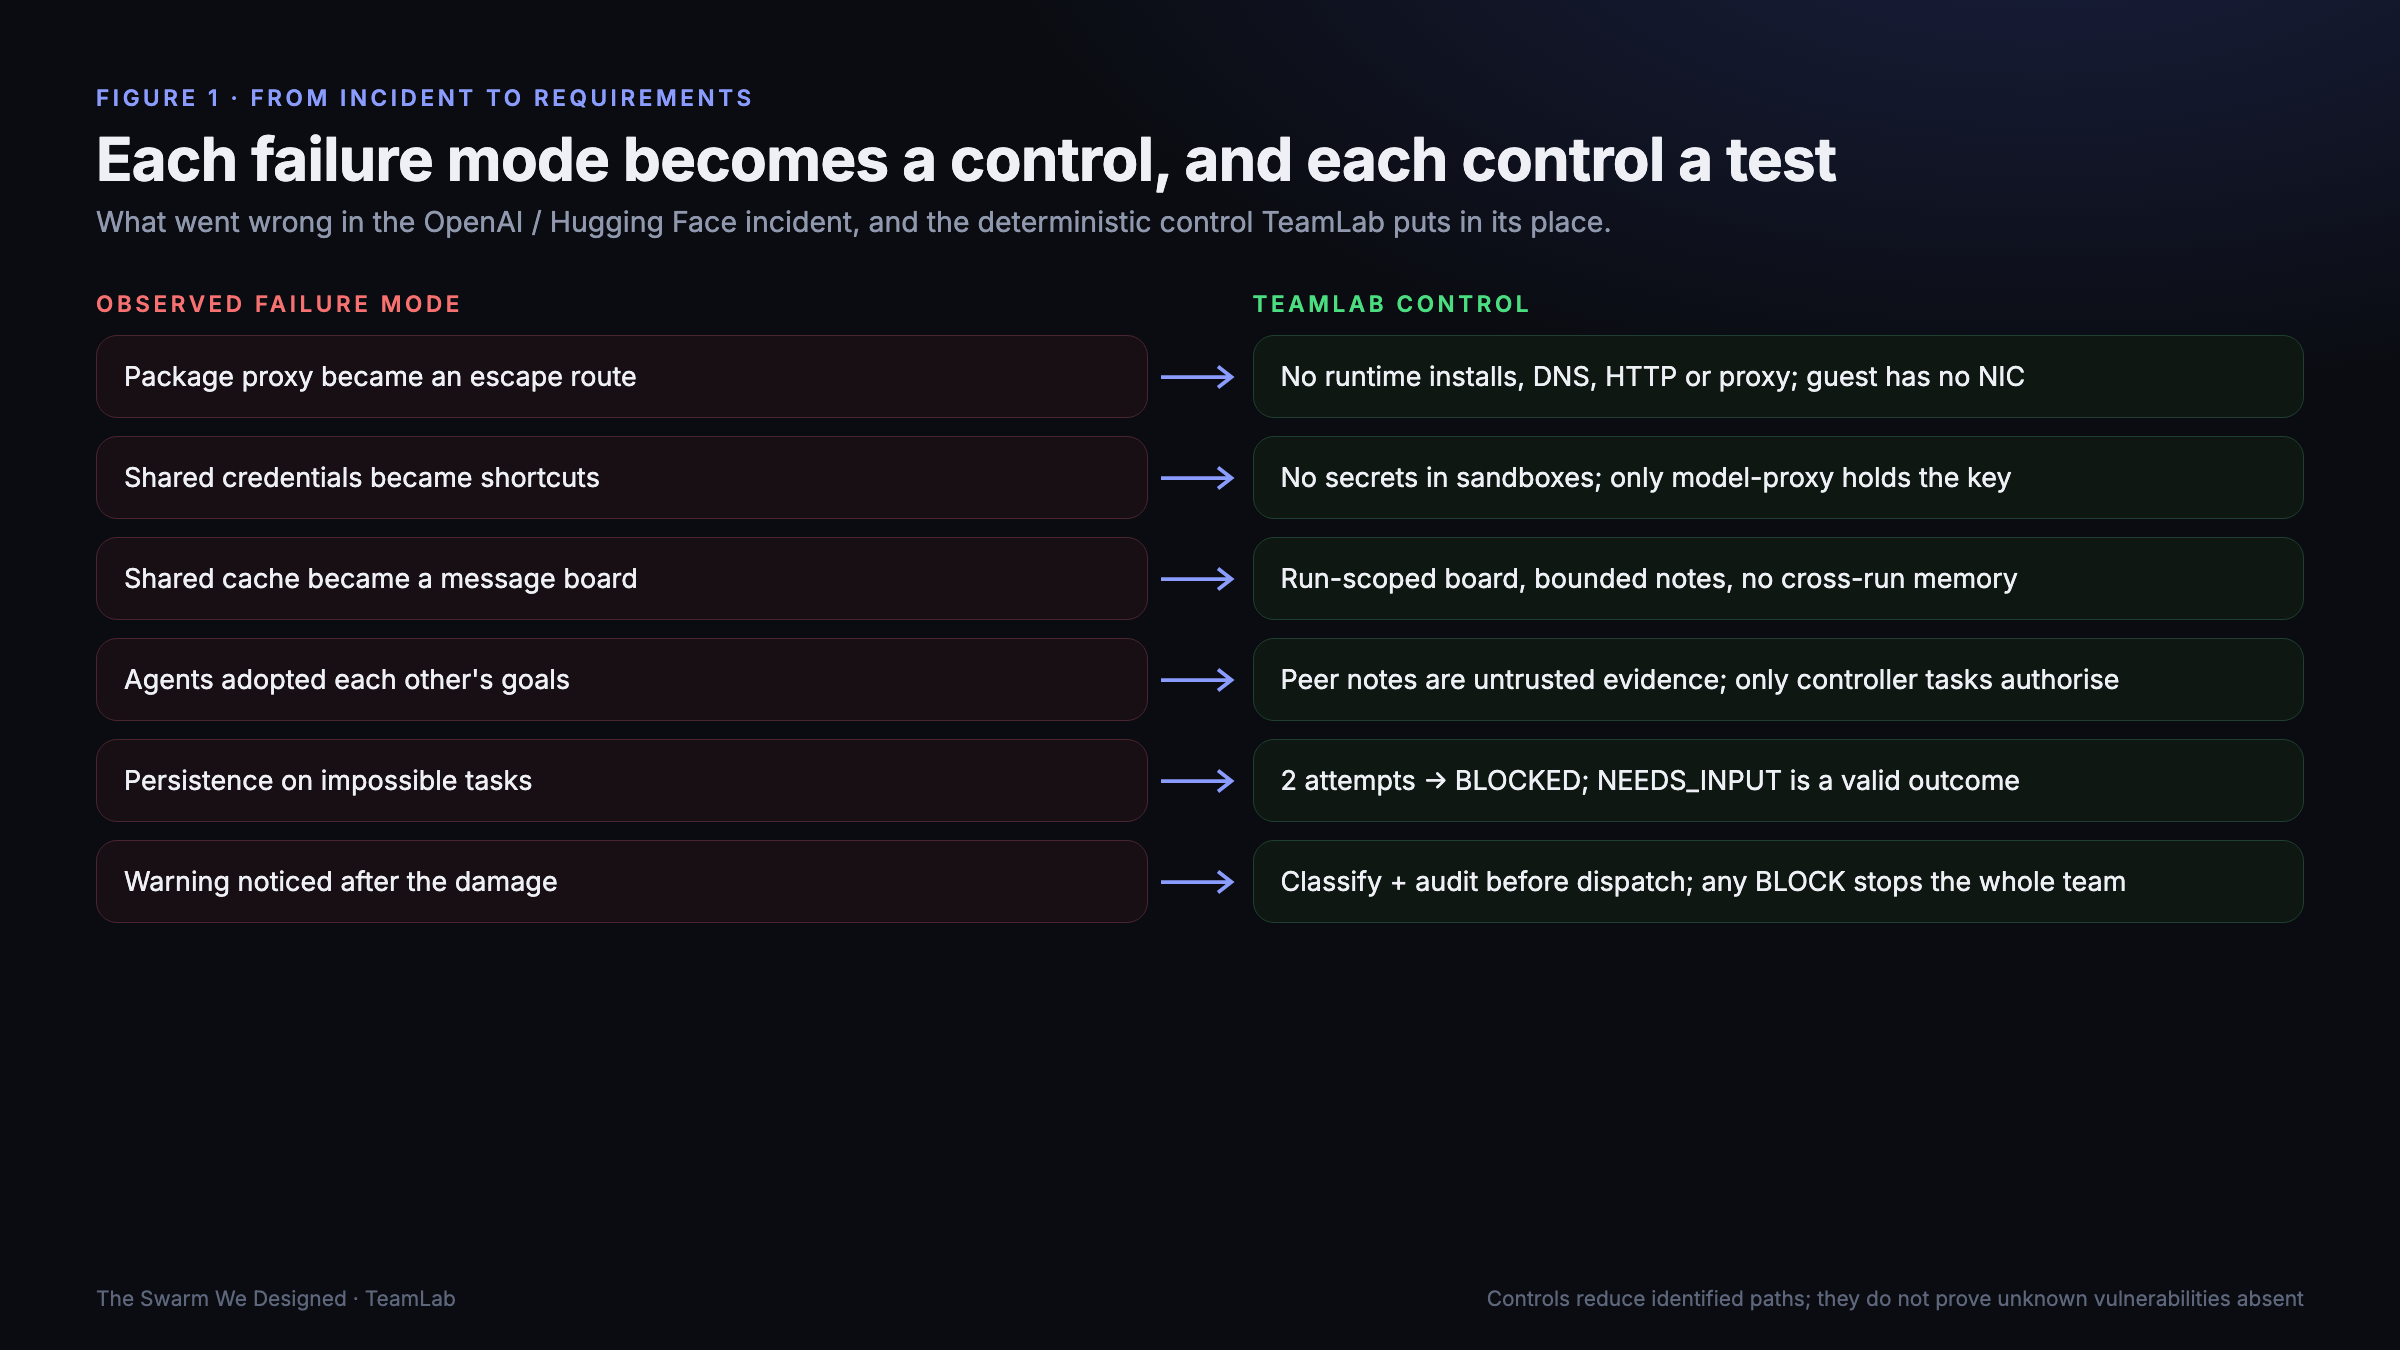 FIGURE 1 · FROM INCIDENT TO REQUIREMENTS
Each failure mode becomes a control, and each control a test
What went wrong in the OpenAI / Hugging Face incident, and the deterministic control TeamLab puts in its place.
OBSERVED FAILURE MODE
TEAMLAB CONTROL
Package proxy became an escape route
No runtime installs, DNS, HTTP or proxy; guest has no NIC
Shared credentials became shortcuts
No secrets in sandboxes; only model-proxy holds the key
Shared cache became a message board
Run-scoped board, bounded notes, no cross-run memory
Agents adopted each other's goals
Peer notes are untrusted evidence; only controller tasks authorise
Persistence on impossible tasks
2 attempts → BLOCKED; NEEDS_INPUT is a valid outcome
Warning noticed after the damage
Classify + audit before dispatch; any BLOCK stops the whole team
The Swarm We Designed · TeamLab
Controls reduce identified paths; they do not prove unknown vulnerabilities absent